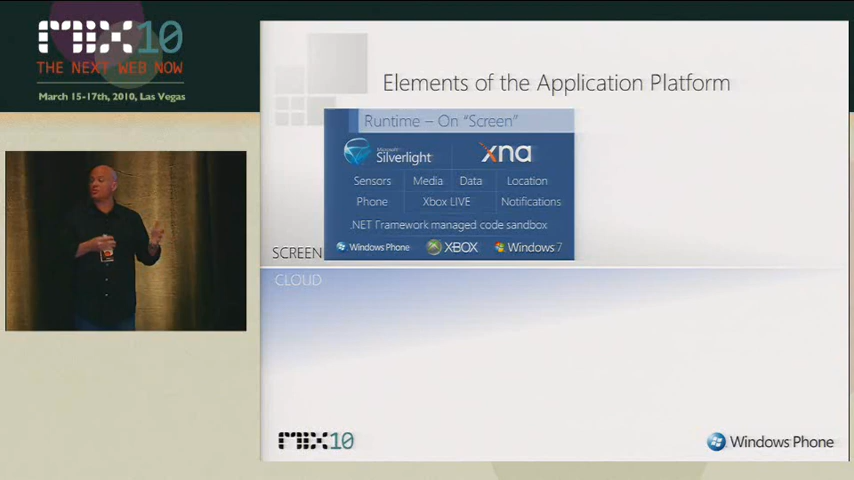 MIX10
THE NEXT WEB NOW
March 15-17th, 2010, Las Vegas
Elements of the Application Platform
Runtime – On “Screen”
Microsoft
Silverlight
xna
Sensors Media Data Location
Phone Xbox LIVE Notifications
.NET Framework managed code sandbox
Windows Phone XBOX Windows 7
SCREEN
CLOUD
MIX10
Windows Phone